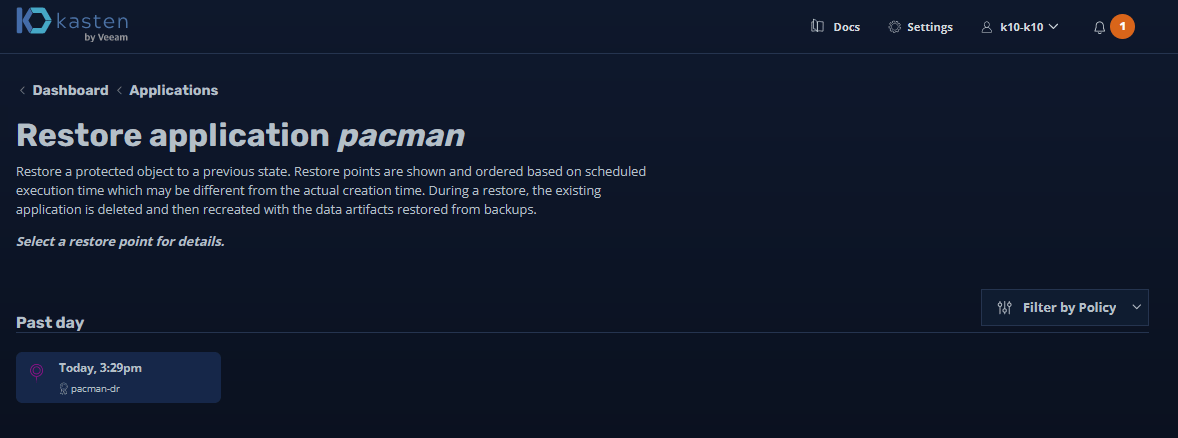 kasten
by Veeam
Docs
Settings
k10-k10
1
Dashboard
Applications
Restore application pacman
Restore a protected object to a previous state. Restore points are shown and ordered based on scheduled
execution time which may be different from the actual creation time. During a restore, the existing
application is deleted and then recreated with the data artifacts restored from backups.
Select a restore point for details.
Filter by Policy
Past day
Today, 3:29pm
pacman-dr